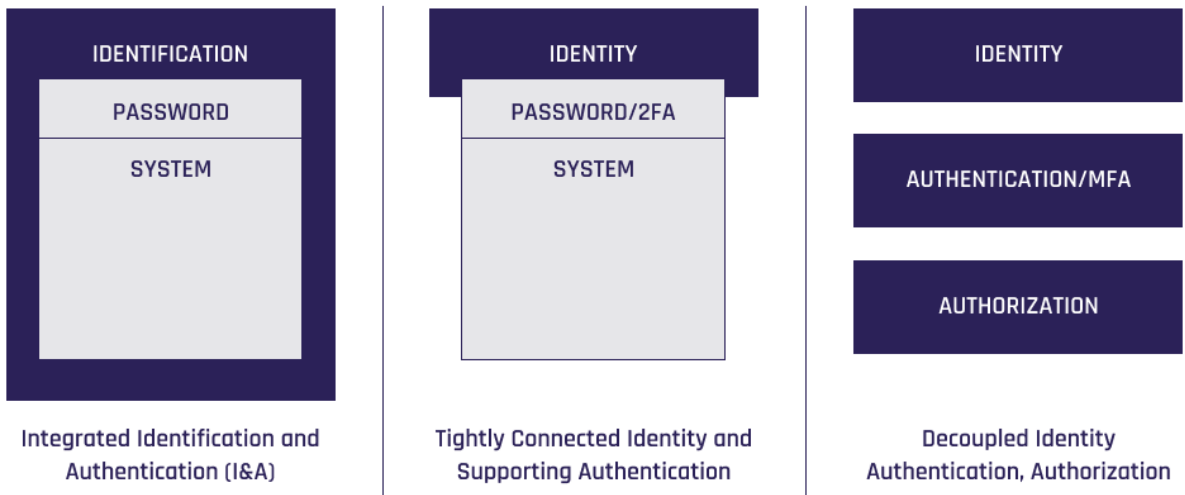 IDENTIFICATION
PASSWORD
SYSTEM
Integrated Identification and
Authentication (I&A)
IDENTITY
PASSWORD/2FA
SYSTEM
Tightly Connected Identity and
Supporting Authentication
IDENTITY
AUTHENTICATION/MFA
AUTHORIZATION
Decoupled Identity
Authentication, Authorization